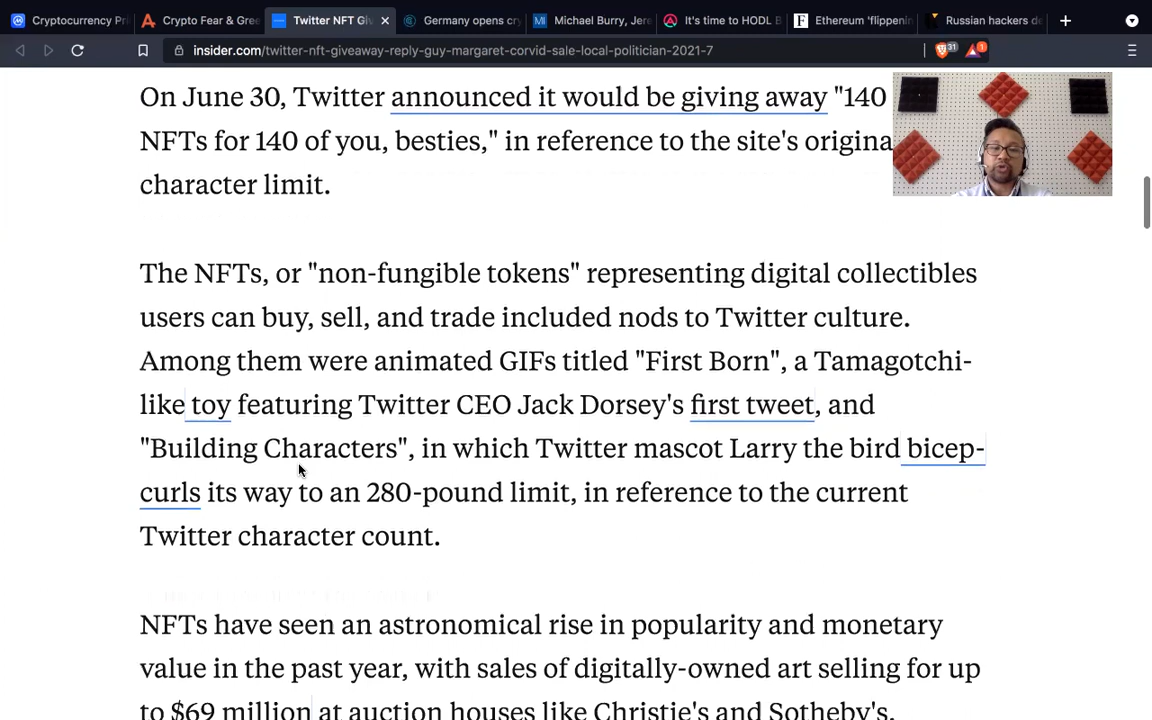 Cryptocurrency Pri
Crypto Fear & Gree
Twitter NFT Giv
Germany opens cry
Michael Burry, Jere
It's time to HODL B
Ethereum 'flippenin
Russian hackers de
insider.com/twitter-nft-giveaway-reply-guy-margaret-corvid-sale-local-politician-2021-7
31
1
On June 30, Twitter announced it would be giving away "140
NFTs for 140 of you, besties," in reference to the site's origina
character limit.
The NFTs, or "non-fungible tokens" representing digital collectibles
users can buy, sell, and trade included nods to Twitter culture.
Among them were animated GIFs titled "First Born", a Tamagotchi-
like toy featuring Twitter CEO Jack Dorsey's first tweet, and
"Building Characters", in which Twitter mascot Larry the bird bicep-
curls its way to an 280-pound limit, in reference to the current
Twitter character count.
NFTs have seen an astronomical rise in popularity and monetary
value in the past year, with sales of digitally-owned art selling for up
to $69 million at auction houses like Christie's and Sotheby's.